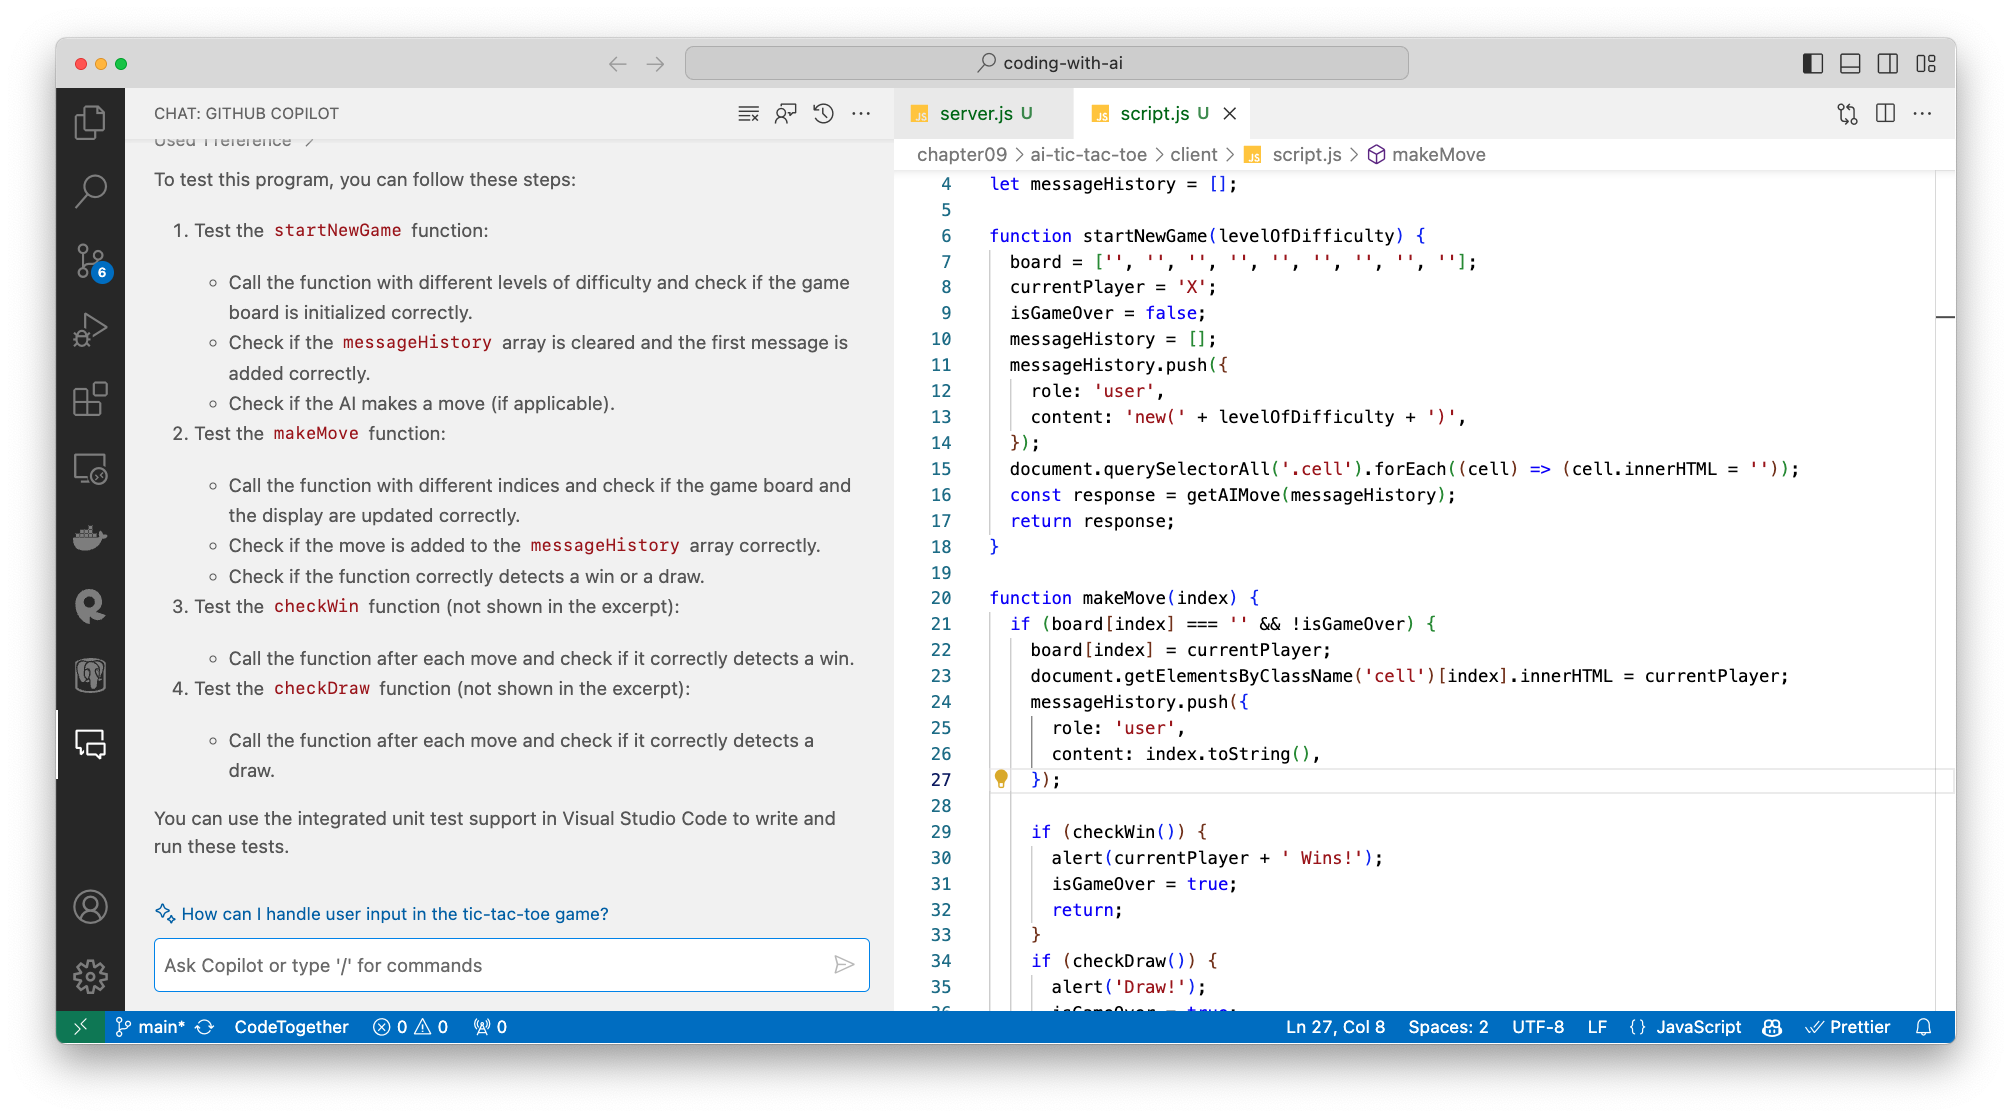 coding-with-ai
CHAT: GITHUB COPILOT
Used 1 reference
To test this program, you can follow these steps:
1. Test the startNewGame function:
Call the function with different levels of difficulty and check if the game
board is initialized correctly.
Check if the messageHistory array is cleared and the first message is
added correctly.
Check if the AI makes a move (if applicable).
2. Test the makeMove function:
Call the function with different indices and check if the game board and
the display are updated correctly.
Check if the move is added to the messageHistory array correctly.
Check if the function correctly detects a win or a draw.
3. Test the checkWin function (not shown in the excerpt):
Call the function after each move and check if it correctly detects a win.
4. Test the checkDraw function (not shown in the excerpt):
Call the function after each move and check if it correctly detects a
draw.
You can use the integrated unit test support in Visual Studio Code to write and
run these tests.
How can I handle user input in the tic-tac-toe game?
Ask Copilot or type '/' for commands
6
JS server.js U
JS script.js U
chapter09 > ai-tic-tac-toe > client > JS script.js > makeMove
4 let messageHistory = [];
5
6 function startNewGame(levelOfDifficulty) {
7 board = ['', '', '', '', '', '', '', '', ''];
8 currentPlayer = 'X';
9 isGameOver = false;
10 messageHistory = [];
11 messageHistory.push({
12 role: 'user',
13 content: 'new(' + levelOfDifficulty + ')',
14 });
15 document.querySelectorAll('.cell').forEach((cell) => (cell.innerHTML = ''));
16 const response = getAIMove(messageHistory);
17 return response;
18 }
19
20 function makeMove(index) {
21 if (board[index] === '' && !isGameOver) {
22 board[index] = currentPlayer;
23 document.getElementsByClassName('cell')[index].innerHTML = currentPlayer;
24 messageHistory.push({
25 role: 'user',
26 content: index.toString(),
27 });
28
29 if (checkWin()) {
30 alert(currentPlayer + ' Wins!');
31 isGameOver = true;
32 return;
33 }
34 if (checkDraw()) {
35 alert('Draw!');
36 isGameOver = true;
main* CodeTogether 0 0 0 Ln 27, Col 8 Spaces: 2 UTF-8 LF {} JavaScript Prettier